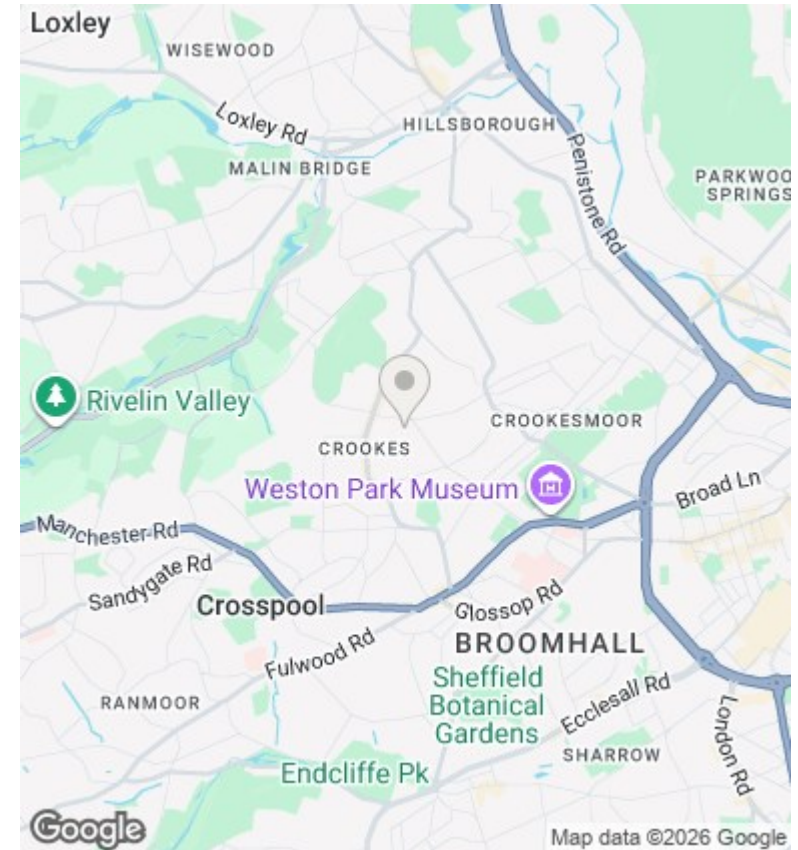 Loxley
WISEWOOD
Loxley Rd
HILLSBOROUGH
MALIN BRIDGE
Penistone Rd
PARKWOO
SPRINGS
Rivelin Valley
CROOKESMOOR
CROOKES
Weston Park Museum
Broad Ln
Manchester Rd
Sandygate Rd
Crosspool
Glossop Rd
Fulwood Rd
BROOMHALL
Sheffield
Botanical
Gardens
RANMOOR
Ecclesall Rd
London Rd
SHARROW
Endcliffe Pk
Google
Map data ©2026 Google